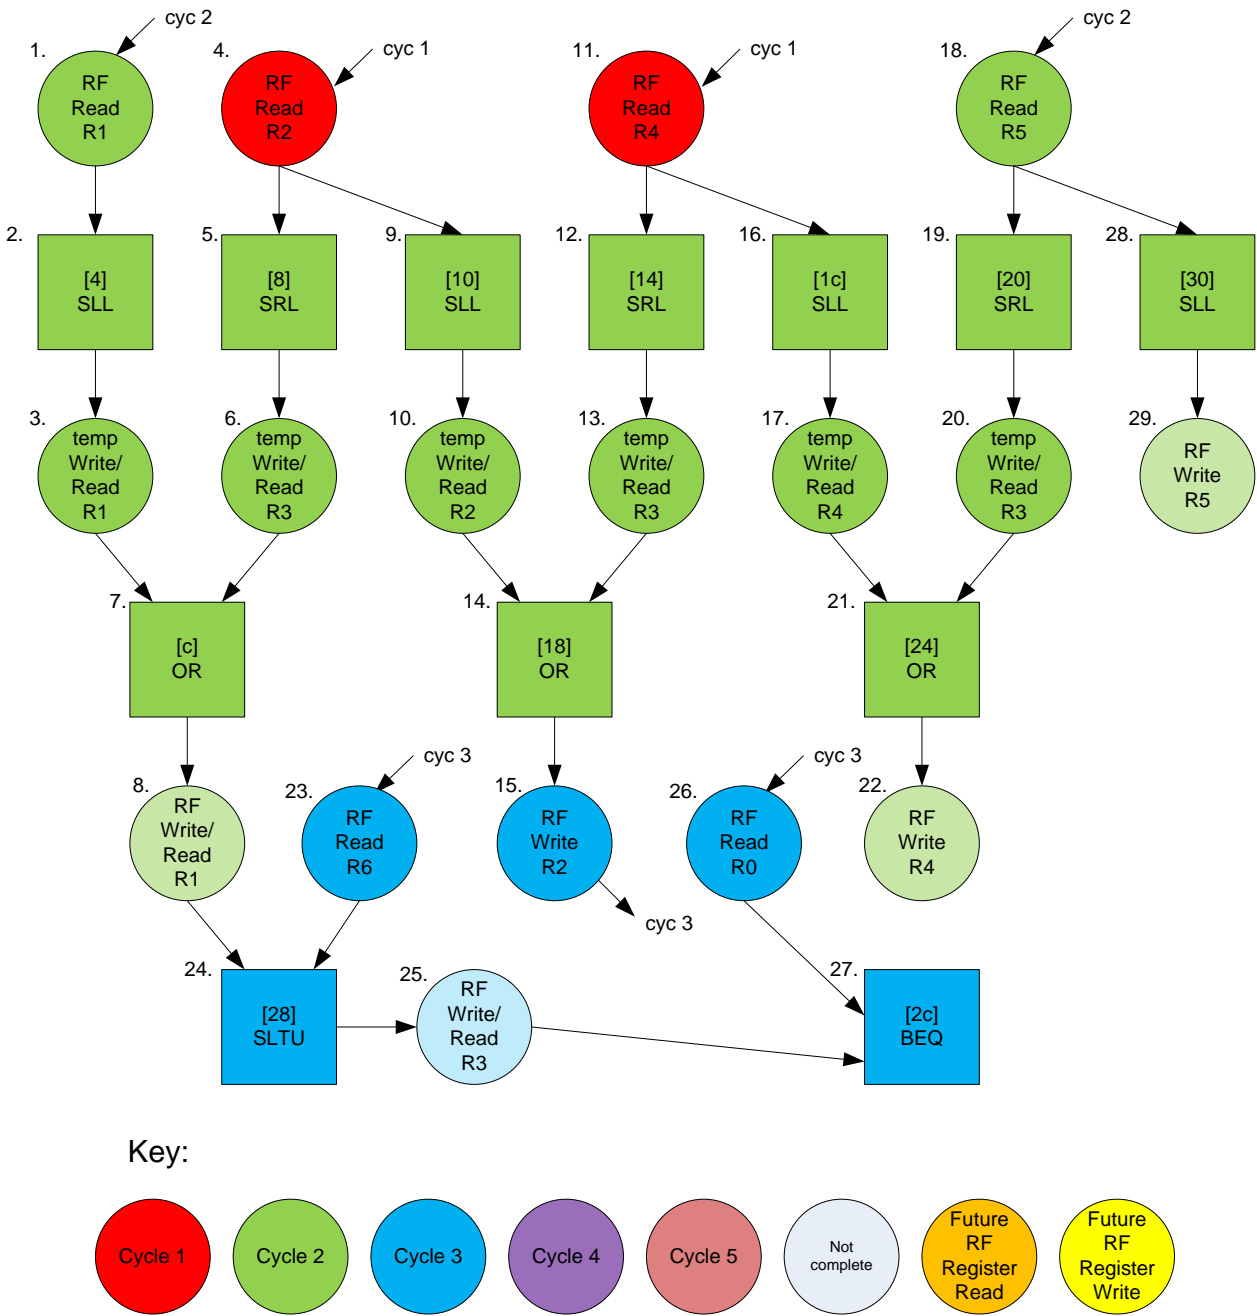 cyc 2
1.
RF
Read
R1
4.
cyc 1
RF
Read
R2
11.
cyc 1
RF
Read
R4
18.
cyc 2
RF
Read
R5
2.
[4]
SLL
5.
[8]
SRL
9.
[10]
SLL
12.
[14]
SRL
16.
[1c]
SLL
19.
[20]
SRL
28.
[30]
SLL
3.
temp
Write/
Read
R1
6.
temp
Write/
Read
R3
10.
temp
Write/
Read
R2
13.
temp
Write/
Read
R3
17.
temp
Write/
Read
R4
20.
temp
Write/
Read
R3
29.
RF
Write
R5
7.
[c]
OR
14.
[18]
OR
21.
[24]
OR
8.
RF
Write/
Read
R1
23.
cyc 3
RF
Read
R6
15.
RF
Write
R2
cyc 3
26.
cyc 3
RF
Read
R0
22.
RF
Write
R4
24.
[28]
SLTU
25.
RF
Write/
Read
R3
27.
[2c]
BEQ
Key:
Cycle 1
Cycle 2
Cycle 3
Cycle 4
Cycle 5
Not
complete
Future
RF
Register
Read
Future
RF
Register
Write